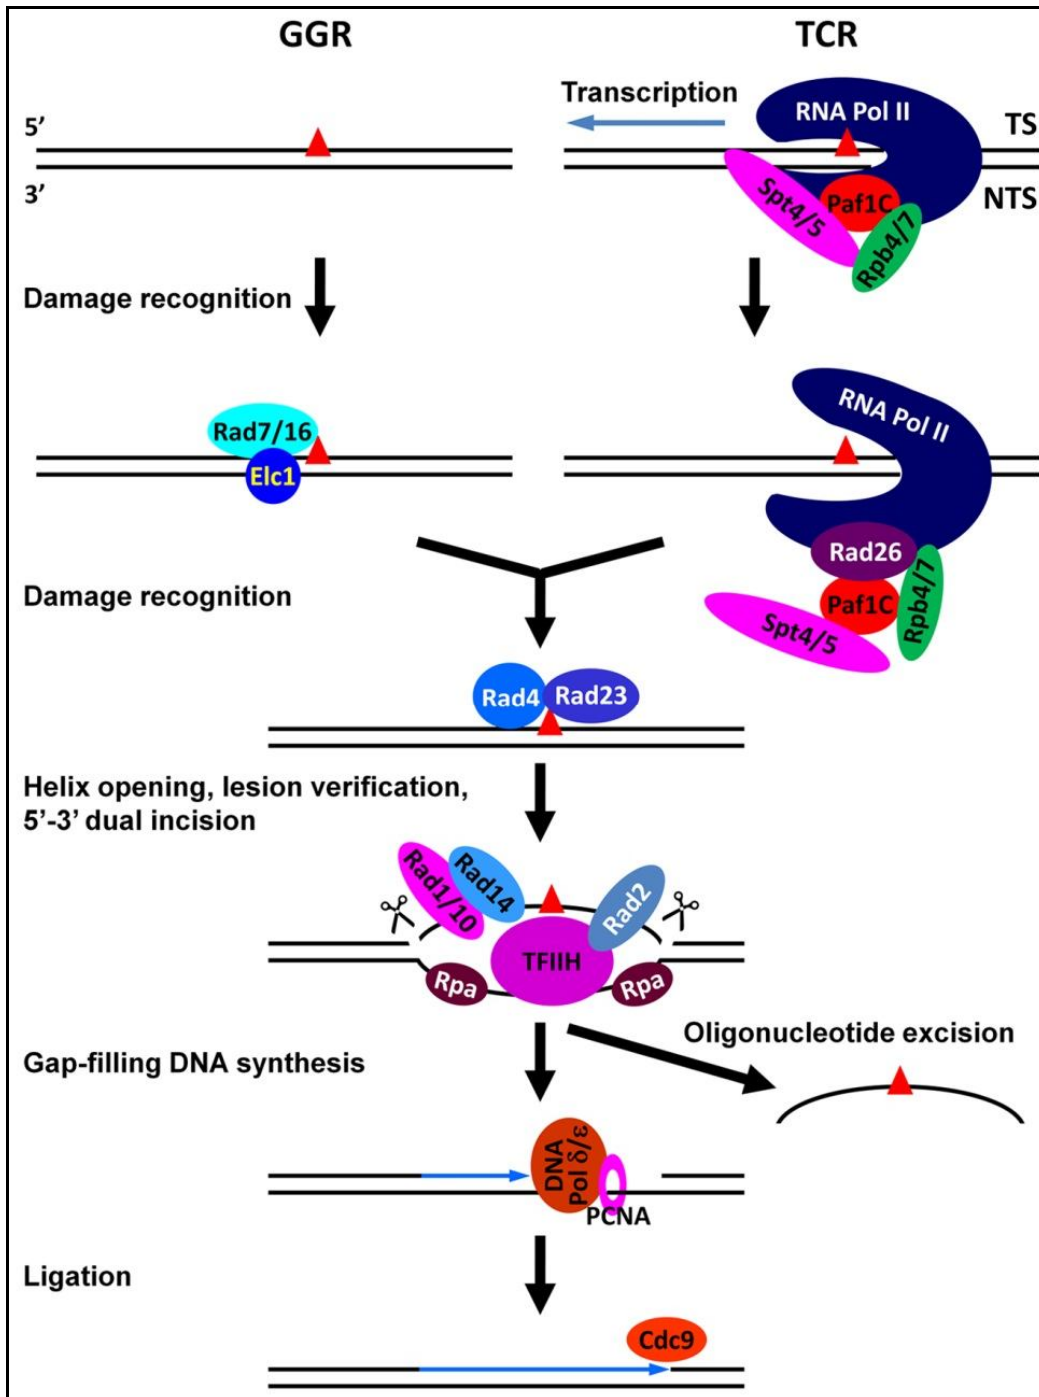 GGR
TCR
Transcription
RNA Pol II
5’
TS
3’
NTS
Spt4/5
Paf1C
Rpb4/7
Damage recognition
RNA Pol II
Rad7/16
Elc1
Rad26
Damage recognition
Paf1C
Rpb4/7
Spt4/5
Rad4
Rad23
Helix opening, lesion verification,
5’-3’ dual incision
Rad1/10
Rad14
Rad2
TFIIH
Rpa
Rpa
Oligonucleotide excision
Gap-filling DNA synthesis
DNA
Pol δ/ε
PCNA
Ligation
Cdc9